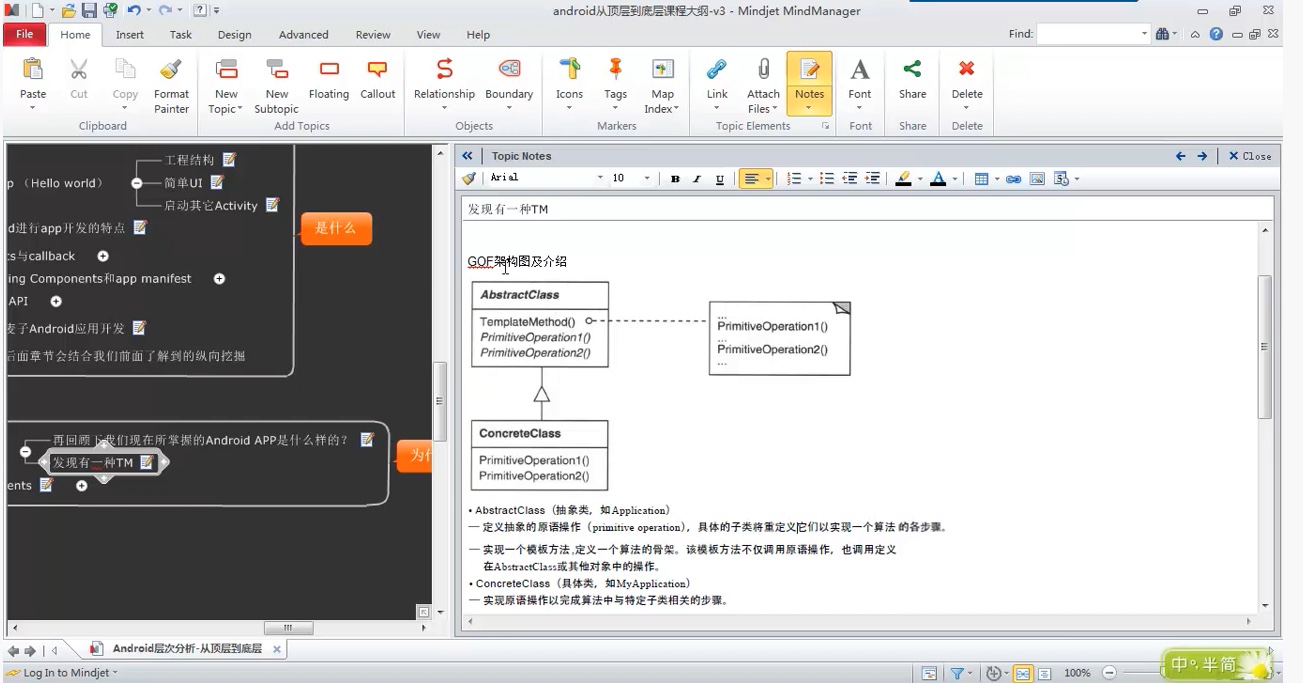 android从顶层到底层课程大纲-v3 - Mindjet MindManager
File Home Insert Task Design Advanced Review View Help Find:
Paste Cut Copy Format Painter New Topic New Subtopic Floating Callout Relationship Boundary Icons Tags Map Index Link Attach Files Notes Font Share Delete
Clipboard Add Topics Objects Markers Topic Elements Font Share Delete
工程结构
p （Hello world） 简单UI
启动其它Activity
是什么
d进行app开发的特点
ts与callback
ing Components和app manifest
API
麦子Android应用开发
后面章节会结合我们前面了解到的纵向挖掘
再回顾下我们现在所掌握的Android APP是什么样的？
为什
发现有一种TM
ents
Topic Notes Close
Arial 10 B I U
发现有一种TM
GOF架构图及介绍
AbstractClass
TemplateMethod()
PrimitiveOperation1()
PrimitiveOperation2()
...
PrimitiveOperation1()
...
PrimitiveOperation2()
...
ConcreteClass
PrimitiveOperation1()
PrimitiveOperation2()
• AbstractClass（抽象类，如Application）
— 定义抽象的原语操作（primitive operation），具体的子类将重定义它们以实现一个算法 的各步骤。
— 实现一个模板方法,定义一个算法的骨架。该模板方法不仅调用原语操作，也调用定义
在AbstractClass或其他对象中的操作。
• ConcreteClass（具体类，如MyApplication）
— 实现原语操作以完成算法中与特定子类相关的步骤。
Android层次分析-从顶层到底层
Log In to Mindjet 100%
中 半 简